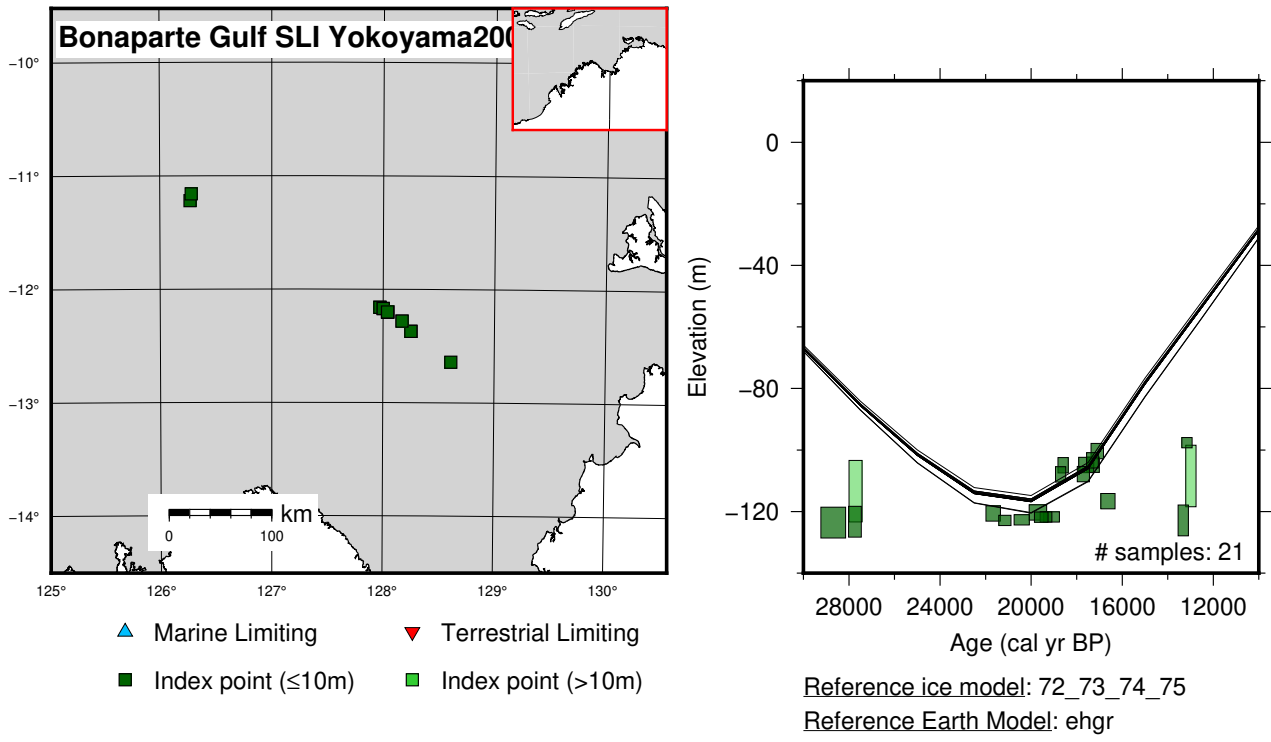 Bonaparte Gulf SLI Yokoyama200
−10°
−11°
−12°
−13°
−14°
125°
126°
127°
128°
129°
130°
km
0
100
Marine Limiting
Terrestrial Limiting
Index point (≤10m)
Index point (>10m)
Elevation (m)
0
−40
−80
−120
# samples: 21
28000
24000
20000
16000
12000
Age (cal yr BP)
Reference ice model: 72_73_74_75
Reference Earth Model: ehgr